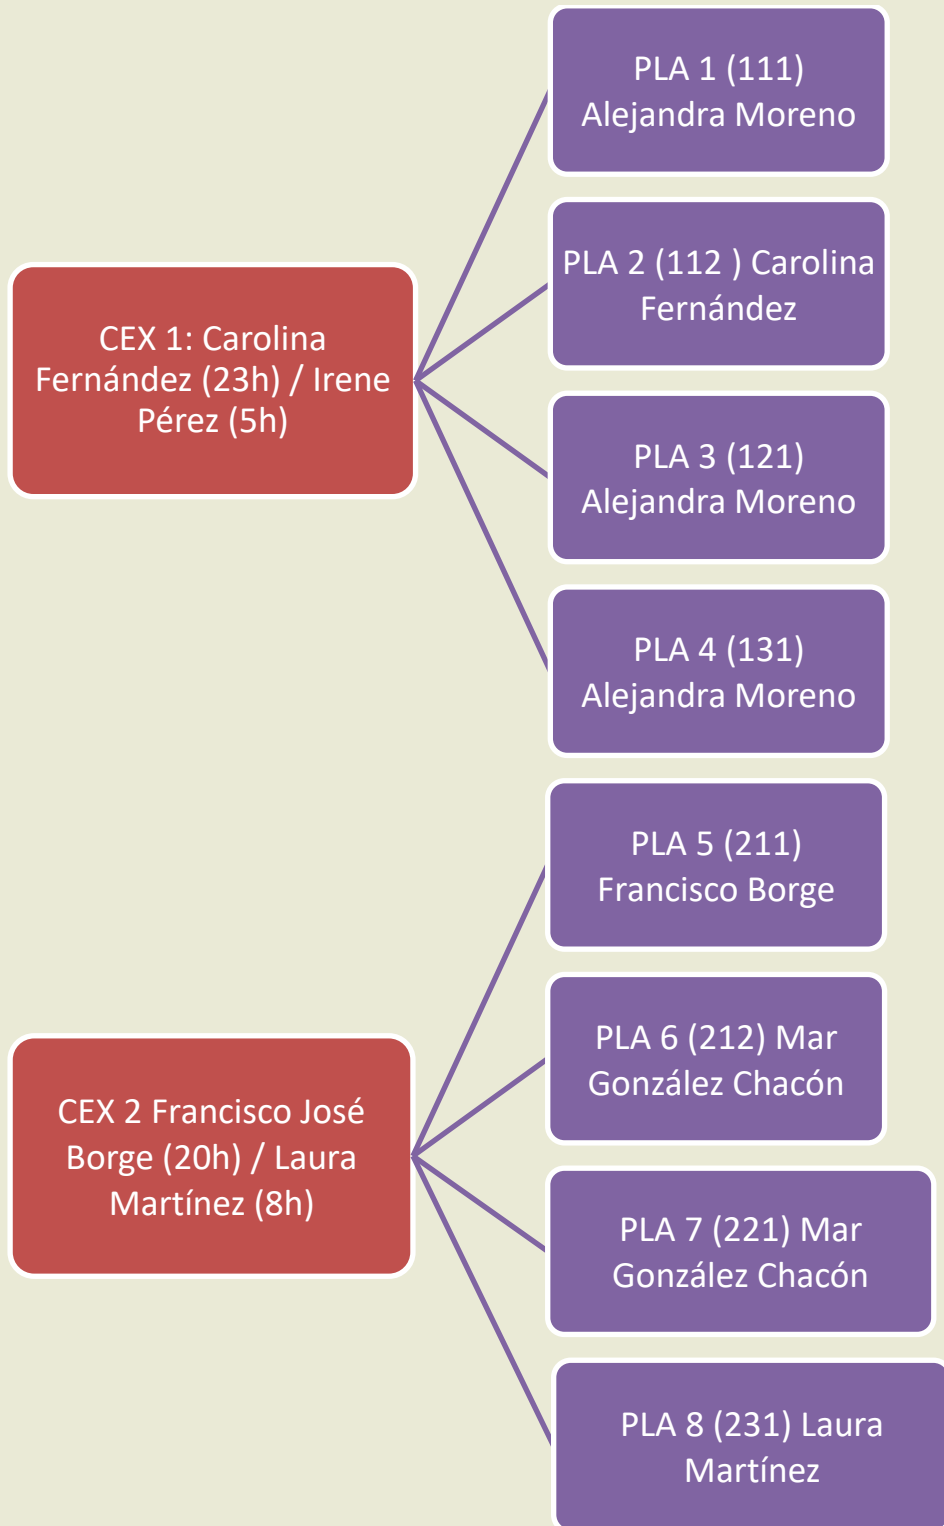 CEX 1: Carolina
Fernández (23h) / Irene
Pérez (5h)
PLA 1 (111)
Alejandra Moreno
PLA 2 (112 ) Carolina
Fernández
PLA 3 (121)
Alejandra Moreno
PLA 4 (131)
Alejandra Moreno
CEX 2 Francisco José
Borge (20h) / Laura
Martínez (8h)
PLA 5 (211)
Francisco Borge
PLA 6 (212) Mar
González Chacón
PLA 7 (221) Mar
González Chacón
PLA 8 (231) Laura
Martínez